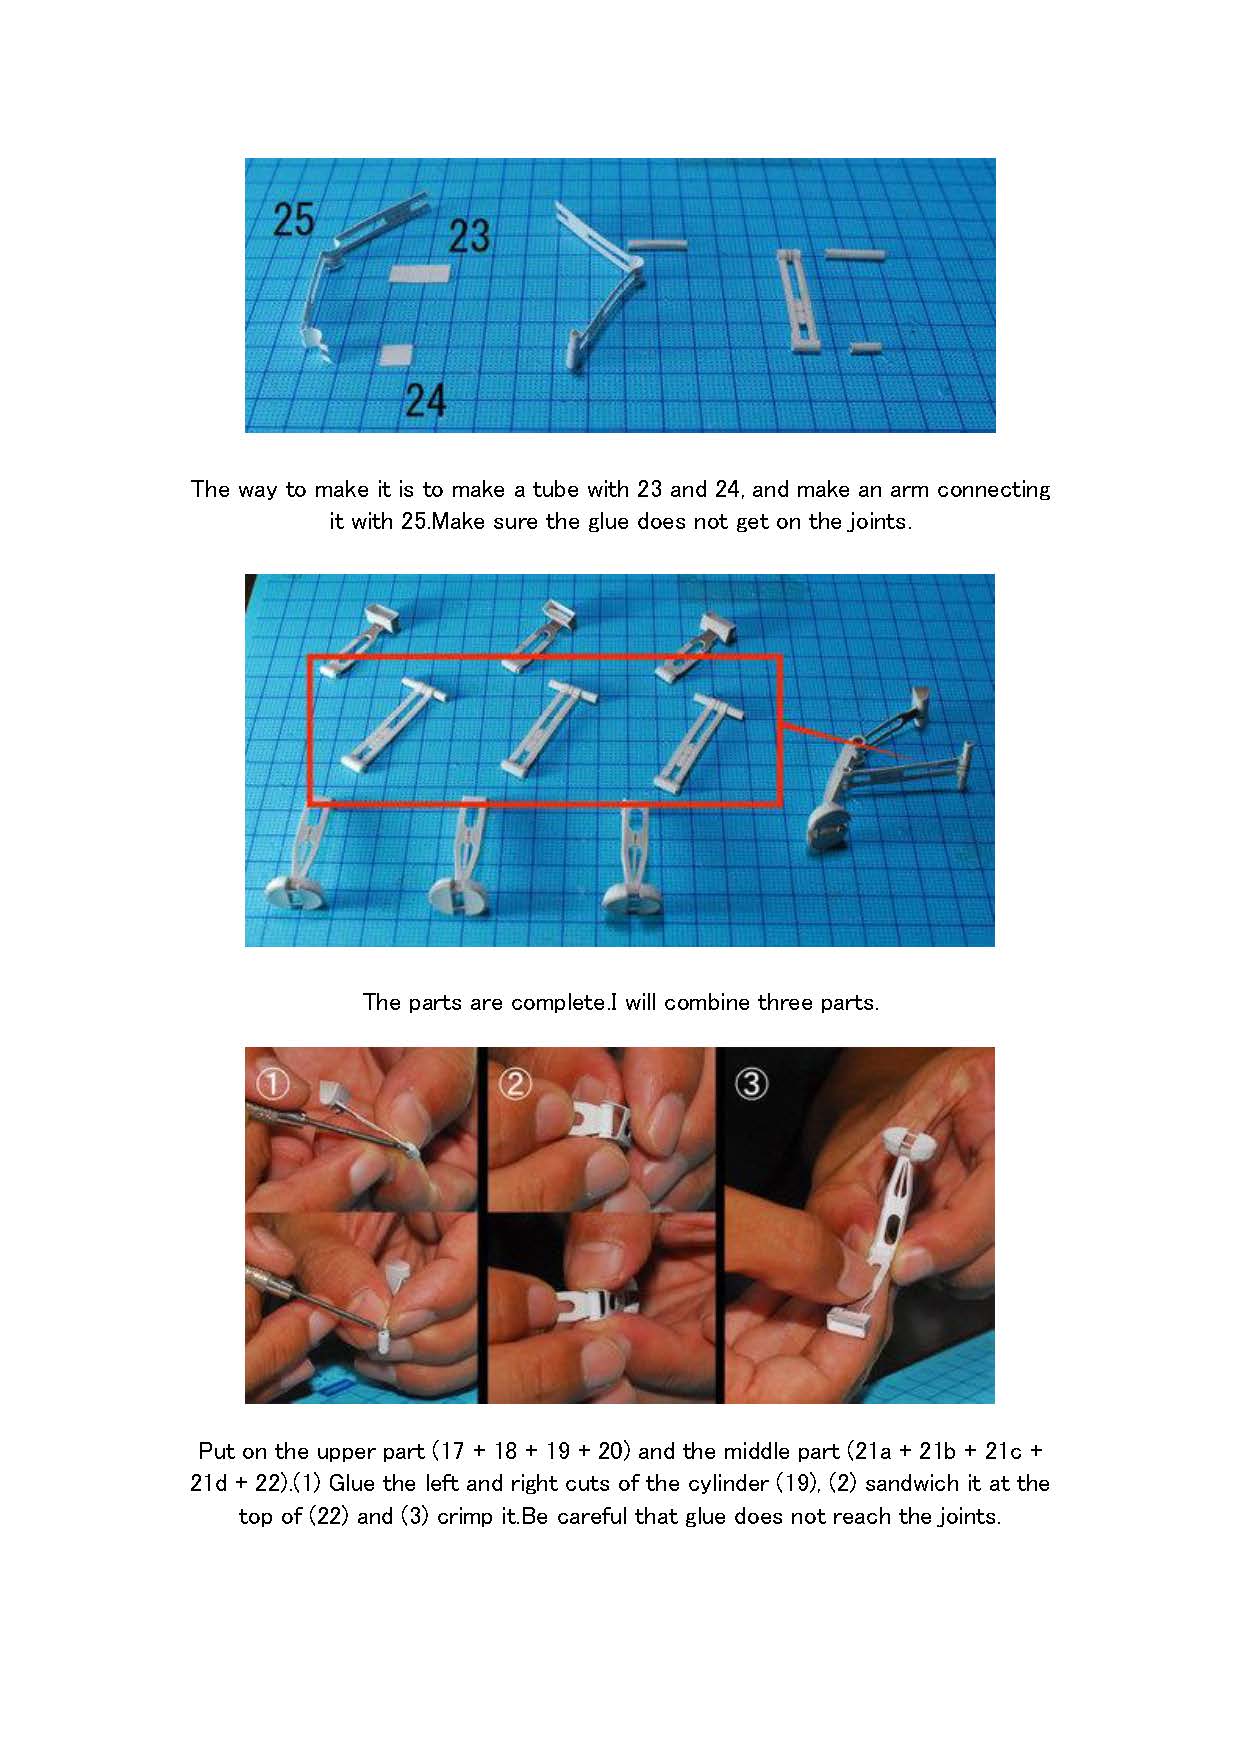 25
23
24
The way to make it is to make a tube with 23 and 24, and make an arm connecting
it with 25.Make sure the glue does not get on the joints.
The parts are complete.I will combine three parts.
①
②
③
Put on the upper part (17 + 18 + 19 + 20) and the middle part (21a + 21b + 21c +
21d + 22).(1) Glue the left and right cuts of the cylinder (19), (2) sandwich it at the
top of (22) and (3) crimp it.Be careful that glue does not reach the joints.